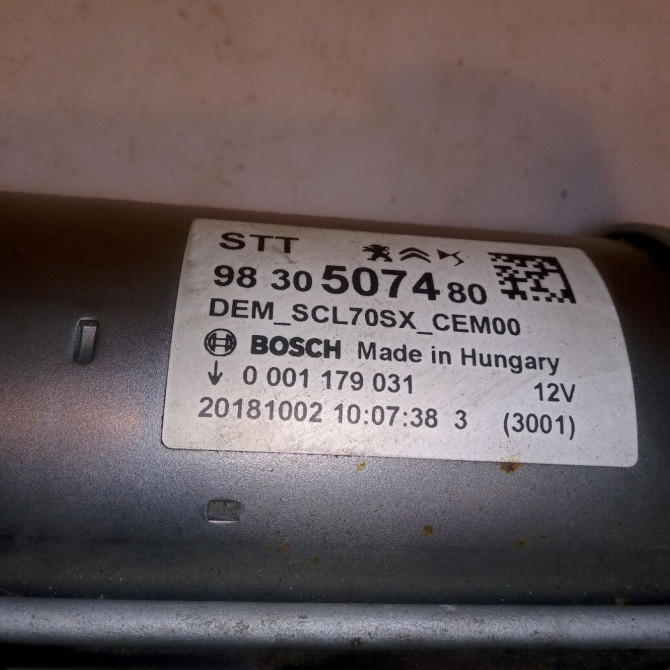 STT
98 30 5074 80
DEM_SCL70SX_CEM00
BOSCH Made in Hungary
↓ 0 001 179 031 12V
20181002 10:07:38 3 (3001)